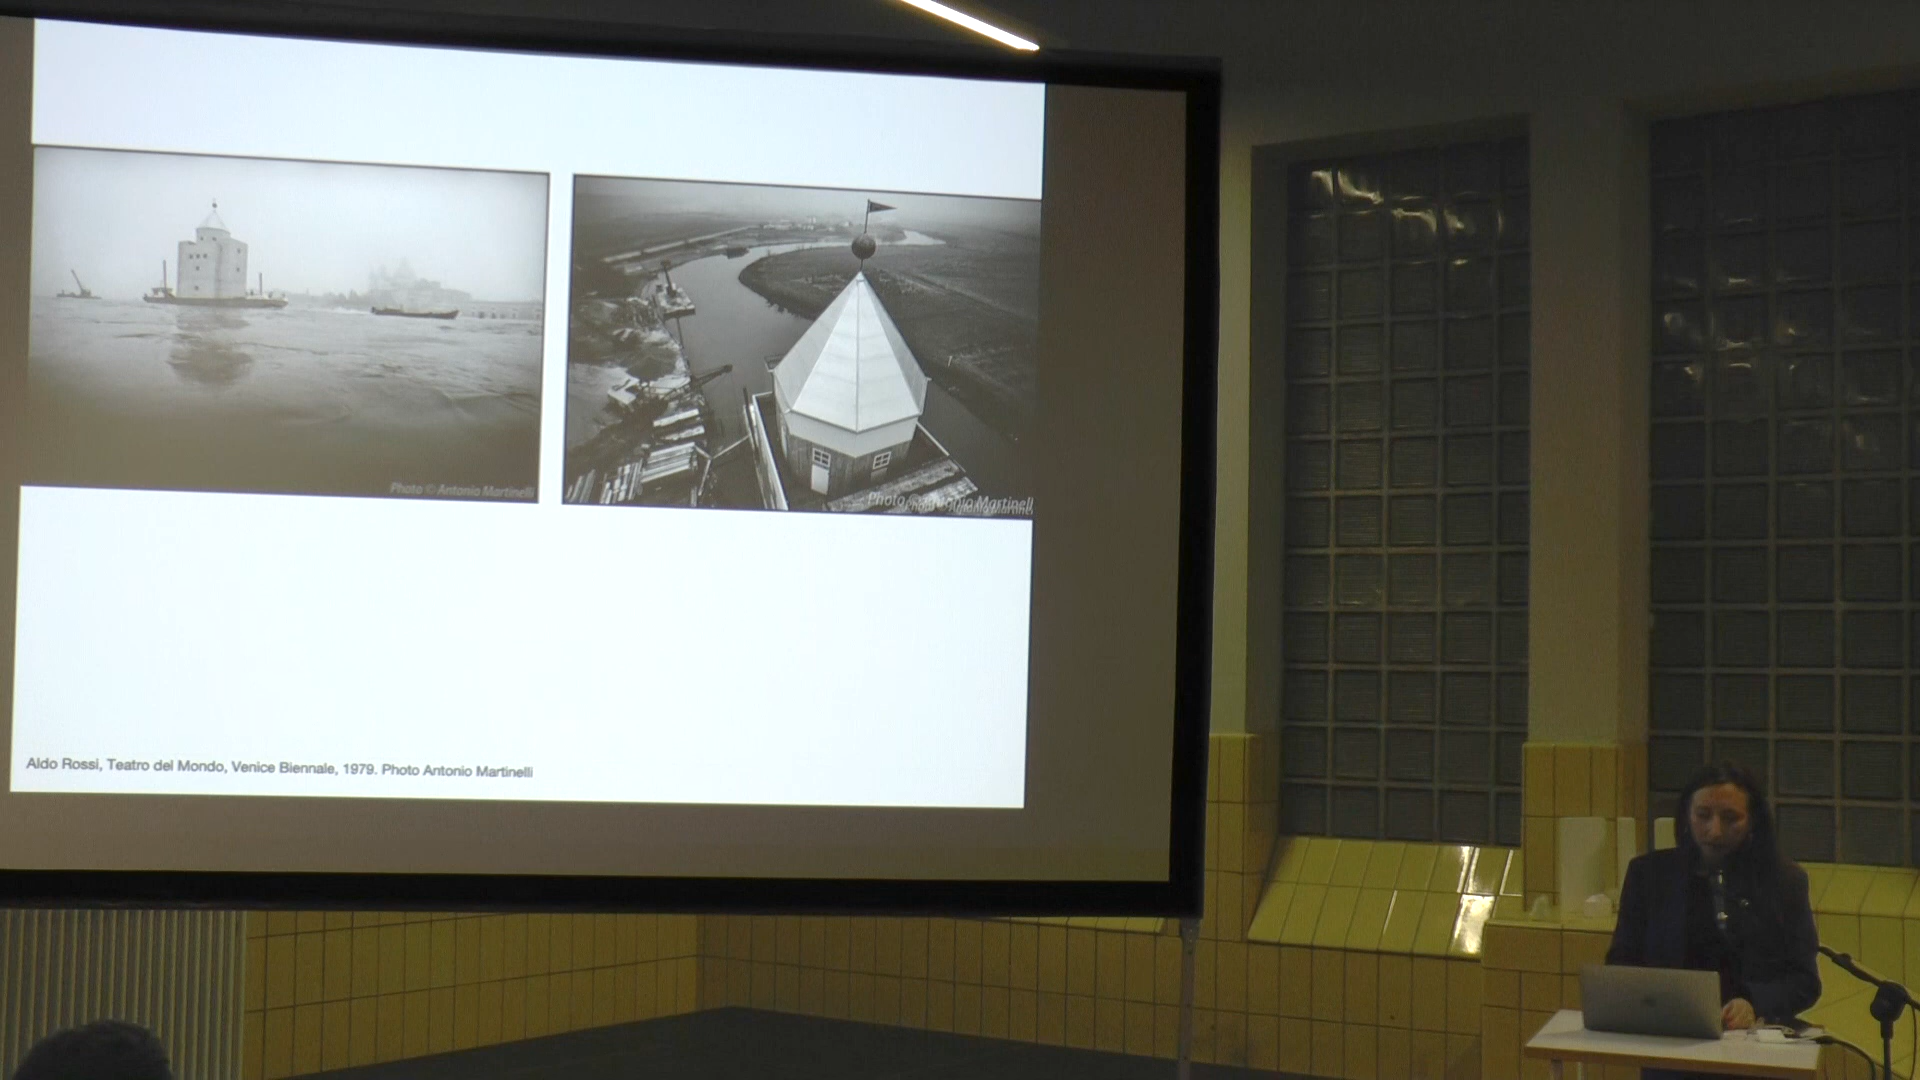 Photo © Antonio Martinelli
Photo © Antonio Martinelli
Aldo Rossi, Teatro del Mondo, Venice Biennale, 1979. Photo Antonio Martinelli